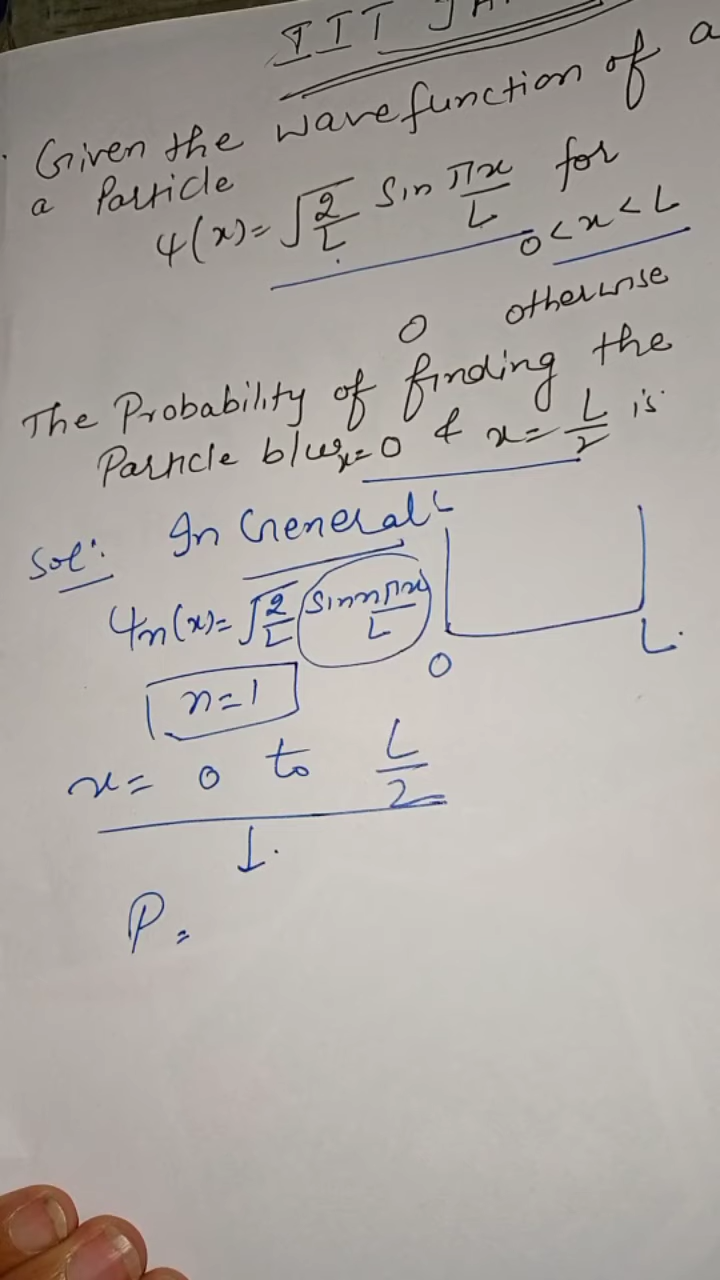 IIT JA
Given the wavefunction of a
a Particle
ψ(x)= √2/L Sin πx/L for
0<x<L
0 otherwise
The Probability of finding the
Particle b/w x=0 & x= L/2 is
Sol: In General
ψn(x)= √2/L Sin nπx/L
0 L
n=1
x= 0 to L/2
↓
P=